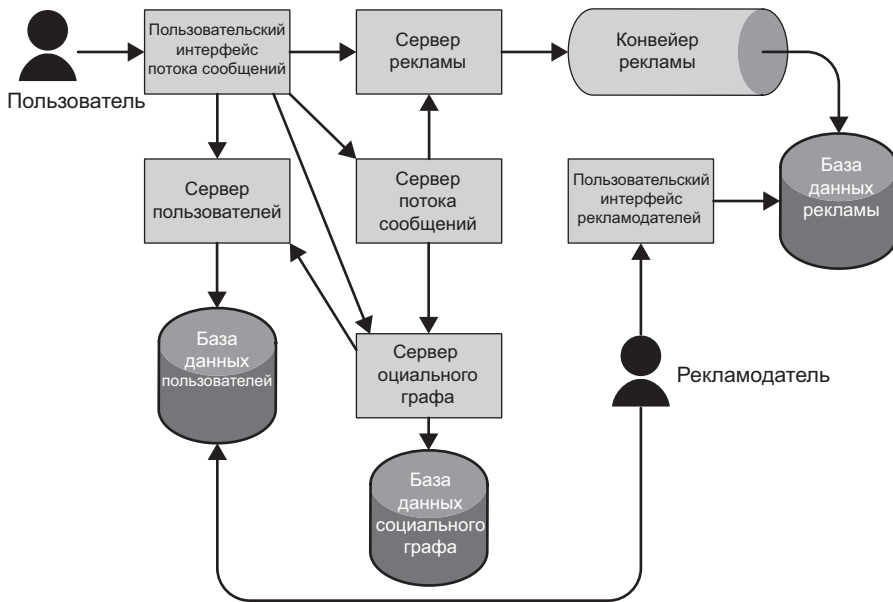 Пользовательский
интерфейс
потока сообщений
Сервер
рекламы
Конвейер
рекламы
Пользователь
Сервер
пользователей
Сервер
потока
сообщений
Пользовательский
интерфейс
рекламодателей
База
данных
рекламы
База
данных
пользователей
Сервер
оциального
графа
Рекламодатель
База
данных
социального
графа